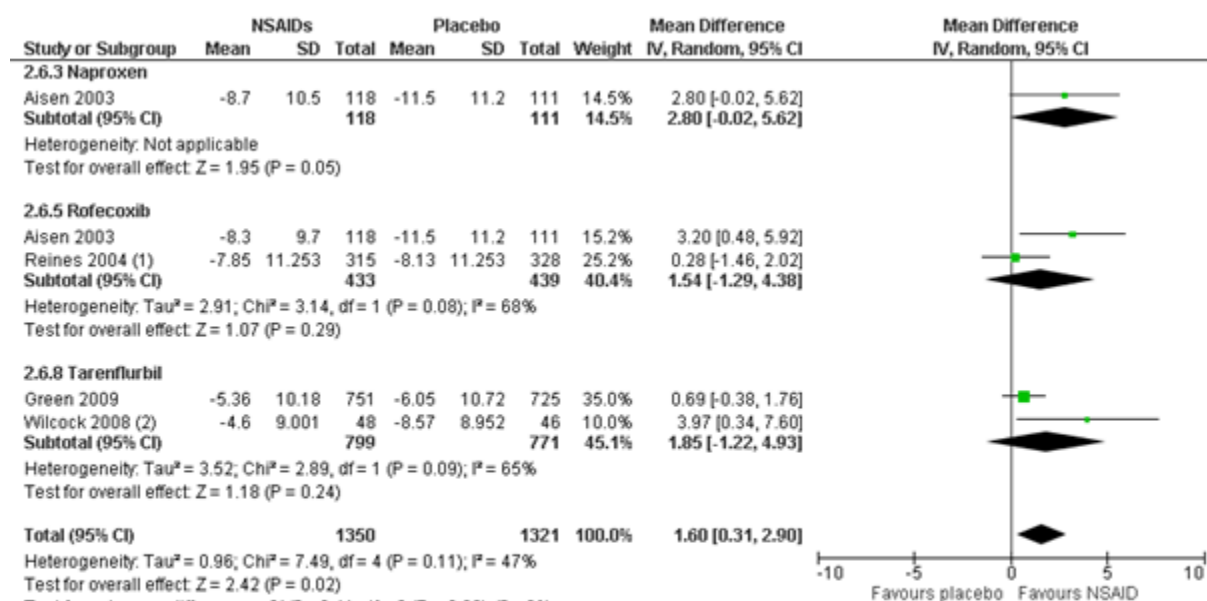 NSAIDs Placebo Mean Difference Mean Difference
Study or Subgroup Mean SD Total Mean SD Total Weight IV, Random, 95% CI IV, Random, 95% CI
2.6.3 Naproxen
Aisen 2003 -8.7 10.5 118 -11.5 11.2 111 14.5% 2.80 [-0.02, 5.62]
Subtotal (95% CI) 118 111 14.5% 2.80 [-0.02, 5.62]
Heterogeneity: Not applicable
Test for overall effect: Z = 1.95 (P = 0.05)
2.6.5 Rofecoxib
Aisen 2003 -8.3 9.7 118 -11.5 11.2 111 15.2% 3.20 [0.48, 5.92]
Reines 2004 (1) -7.85 11.253 315 -8.13 11.253 328 25.2% 0.28 [-1.46, 2.02]
Subtotal (95% CI) 433 439 40.4% 1.54 [-1.29, 4.38]
Heterogeneity: Tau² = 2.91; Chi² = 3.14, df = 1 (P = 0.08); I² = 68%
Test for overall effect: Z = 1.07 (P = 0.29)
2.6.8 Tarenflurbil
Green 2009 -5.36 10.18 751 -6.05 10.72 725 35.0% 0.69 [-0.38, 1.76]
Wilcock 2008 (2) -4.6 9.001 48 -8.57 8.952 46 10.0% 3.97 [0.34, 7.60]
Subtotal (95% CI) 799 771 45.1% 1.85 [-1.22, 4.93]
Heterogeneity: Tau² = 3.52; Chi² = 2.89, df = 1 (P = 0.09); I² = 65%
Test for overall effect: Z = 1.18 (P = 0.24)
Total (95% CI) 1350 1321 100.0% 1.60 [0.31, 2.90]
Heterogeneity: Tau² = 0.96; Chi² = 7.49, df = 4 (P = 0.11); I² = 47%
Test for overall effect: Z = 2.42 (P = 0.02)
-10 -5 0 5 10
Favours placebo Favours NSAID